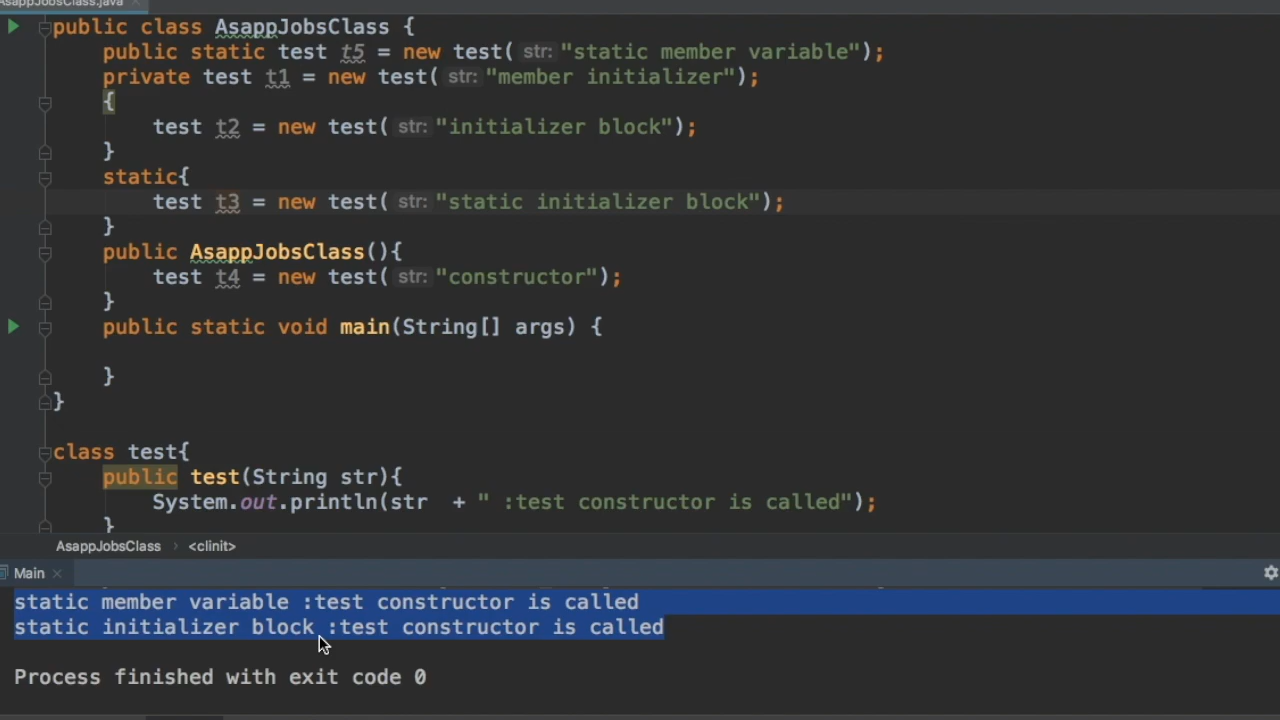 AsappJobsClass.java
public class AsappJobsClass {
public static test t5 = new test( str: "static member variable");
private test t1 = new test( str: "member initializer");
{
test t2 = new test( str: "initializer block");
}
static{
test t3 = new test( str: "static initializer block");
}
public AsappJobsClass(){
test t4 = new test( str: "constructor");
}
public static void main(String[] args) {
}
}
class test{
public test(String str){
System.out.println(str + " :test constructor is called");
}
AsappJobsClass › <clinit>
Main
static member variable :test constructor is called
static initializer block :test constructor is called
Process finished with exit code 0